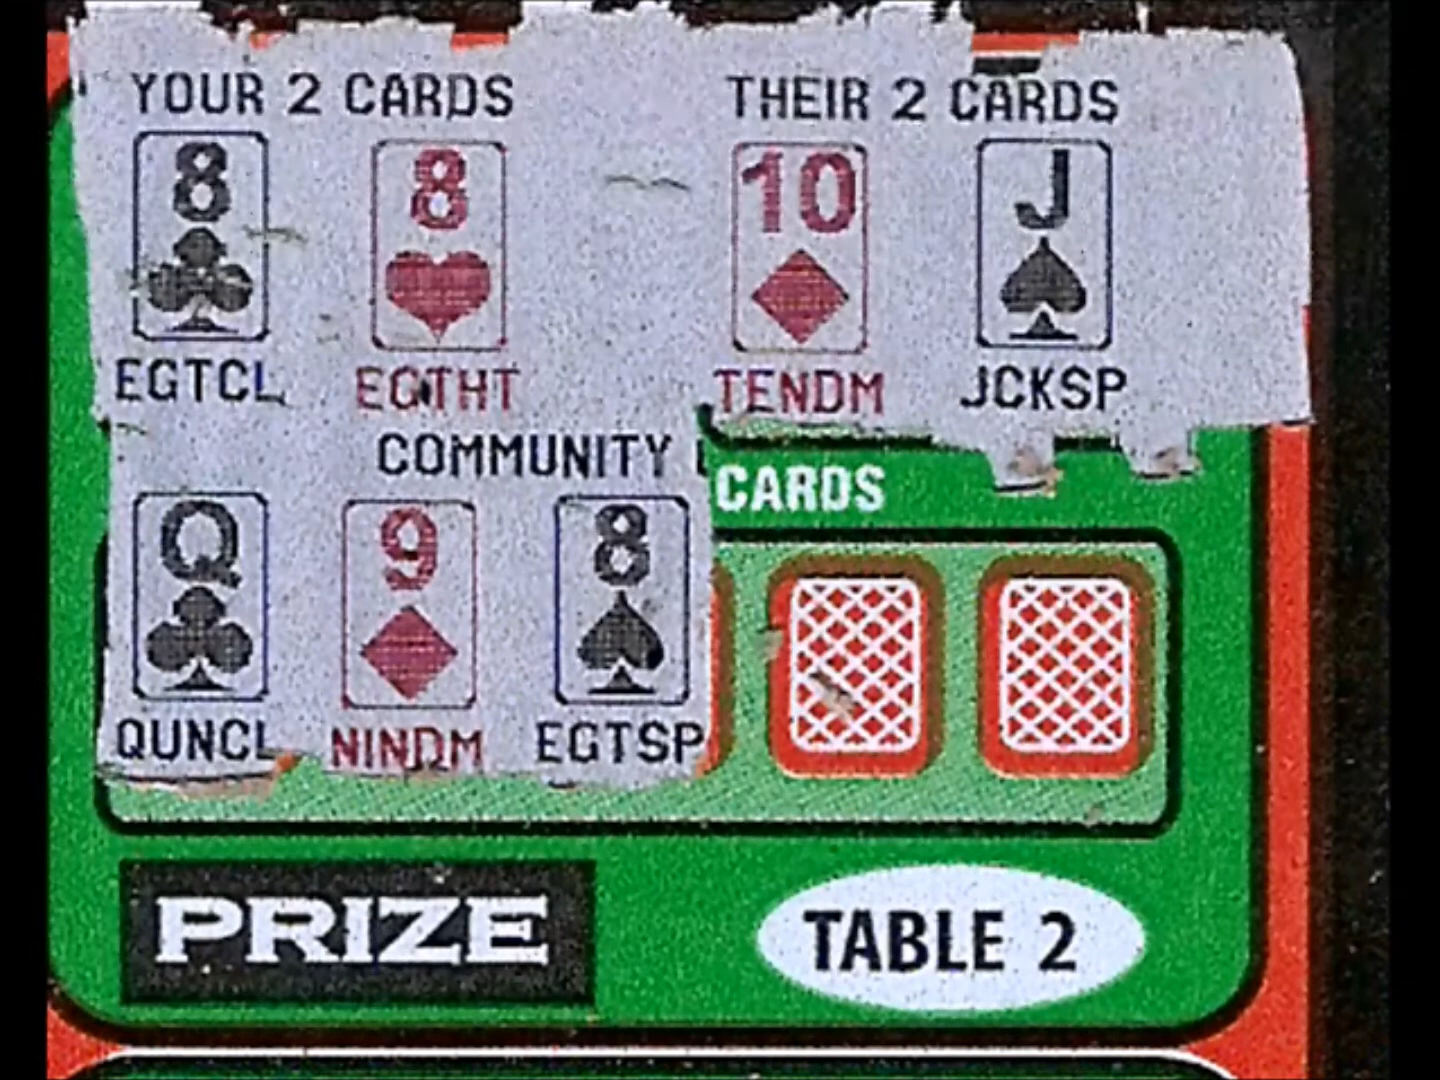 YOUR 2 CARDS THEIR 2 CARDS
8 8 10 J
EGTCL EGTHT TENDM JCKSP
COMMUNITY CARDS
Q 9 8
QUNCL NINDM EGTSP
PRIZE TABLE 2